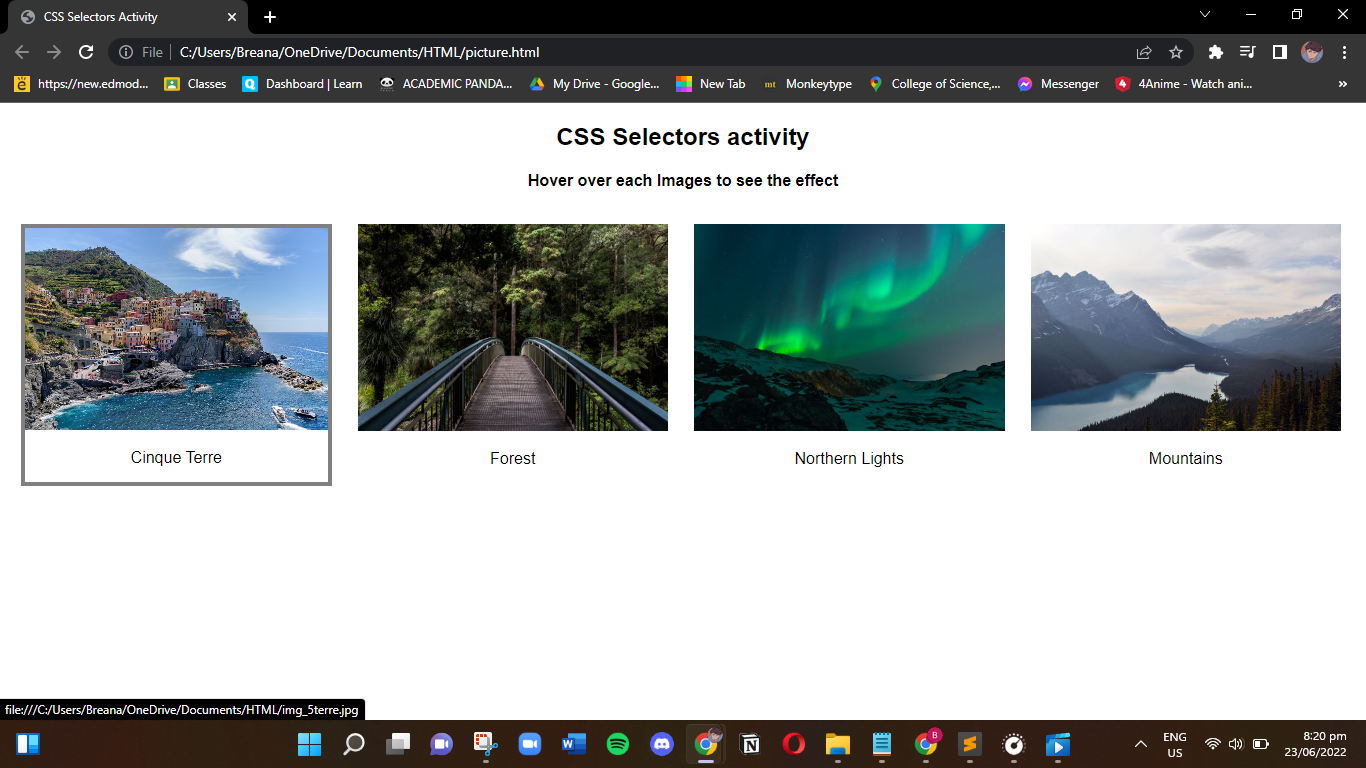 CSS Selectors Activity
File C:/Users/Breana/OneDrive/Documents/HTML/picture.html
https://new.edmod... Classes Dashboard | Learn ACADEMIC PANDA... My Drive - Google... New Tab mt Monkeytype College of Science,... Messenger 4Anime - Watch ani... »
CSS Selectors activity
Hover over each Images to see the effect
Cinque Terre Forest Northern Lights Mountains
file:///C:/Users/Breana/OneDrive/Documents/HTML/img_5terre.jpg
ENG 8:20 pm
US 23/06/2022